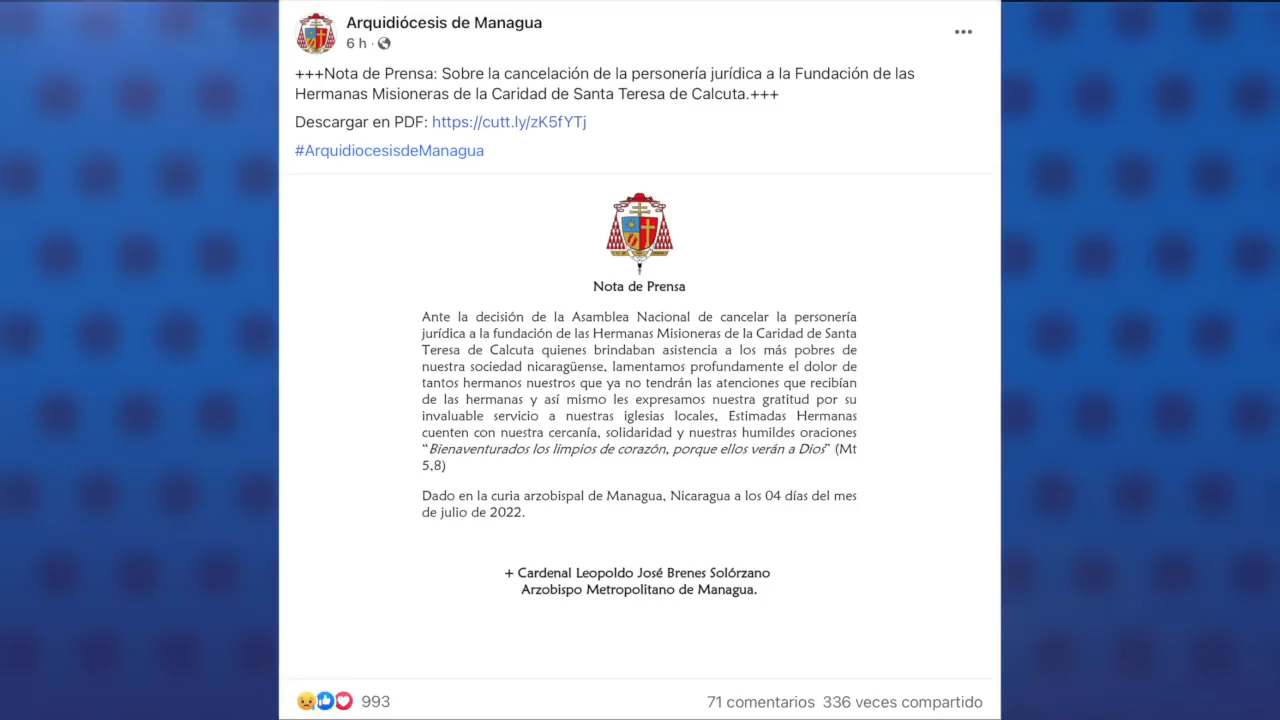 Arquidiócesis de Managua
6 h ·
+++Nota de Prensa: Sobre la cancelación de la personería jurídica a la Fundación de las
Hermanas Misioneras de la Caridad de Santa Teresa de Calcuta.+++
Descargar en PDF: https://cutt.ly/zK5fYTj
#ArquidiocesisdeManagua
Nota de Prensa
Ante la decisión de la Asamblea Nacional de cancelar la personería
jurídica a la fundación de las Hermanas Misioneras de la Caridad de Santa
Teresa de Calcuta quienes brindaban asistencia a los más pobres de
nuestra sociedad nicaragüense, lamentamos profundamente el dolor de
tantos hermanos nuestros que ya no tendrán las atenciones que recibían
de las hermanas y así mismo les expresamos nuestra gratitud por su
invaluable servicio a nuestras iglesias locales, Estimadas Hermanas
cuenten con nuestra cercanía, solidaridad y nuestras humildes oraciones
“Bienaventurados los limpios de corazón, porque ellos verán a Dios” (Mt
5,8)
Dado en la curia arzobispal de Managua, Nicaragua a los 04 días del mes
de julio de 2022.
+ Cardenal Leopoldo José Brenes Solórzano
Arzobispo Metropolitano de Managua.
993
71 comentarios 336 veces compartido